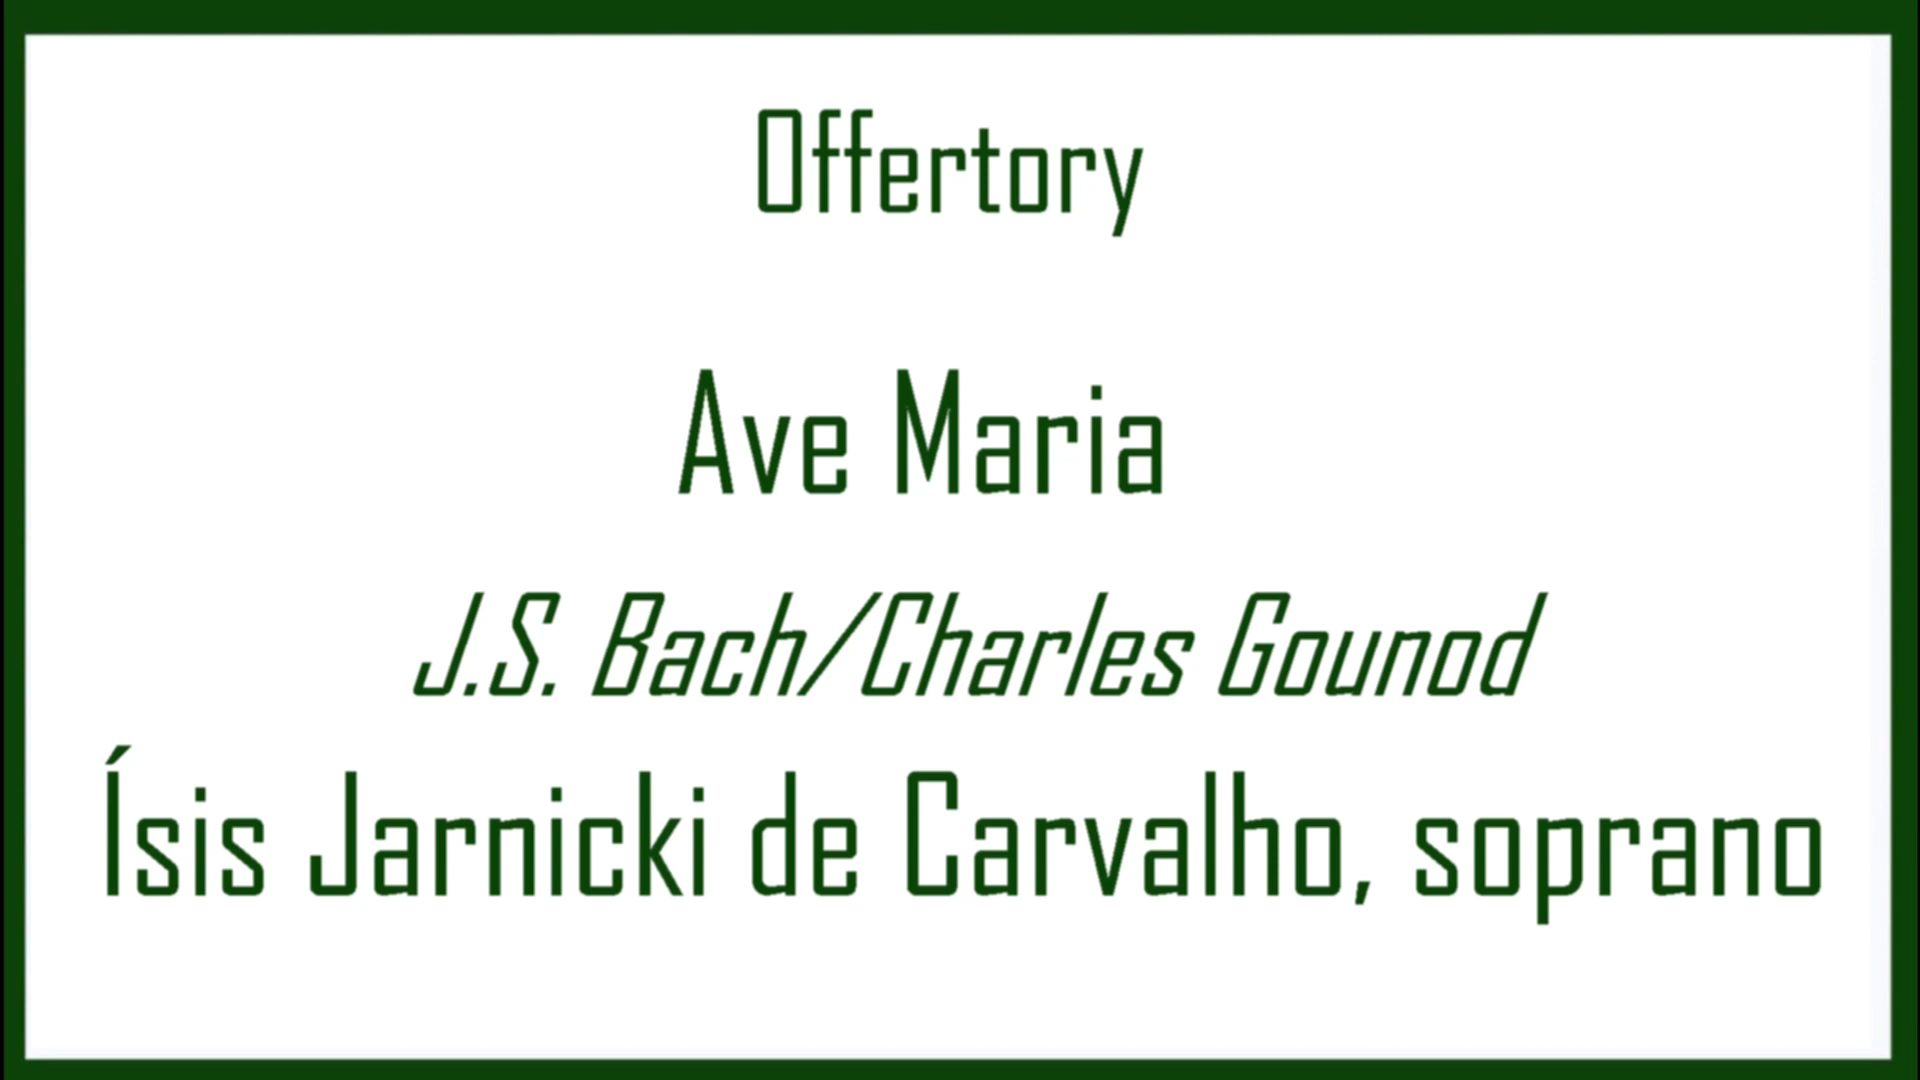 Offertory
Ave Maria
J.S. Bach/Charles Gounod
Ísis Jarnicki de Carvalho, soprano